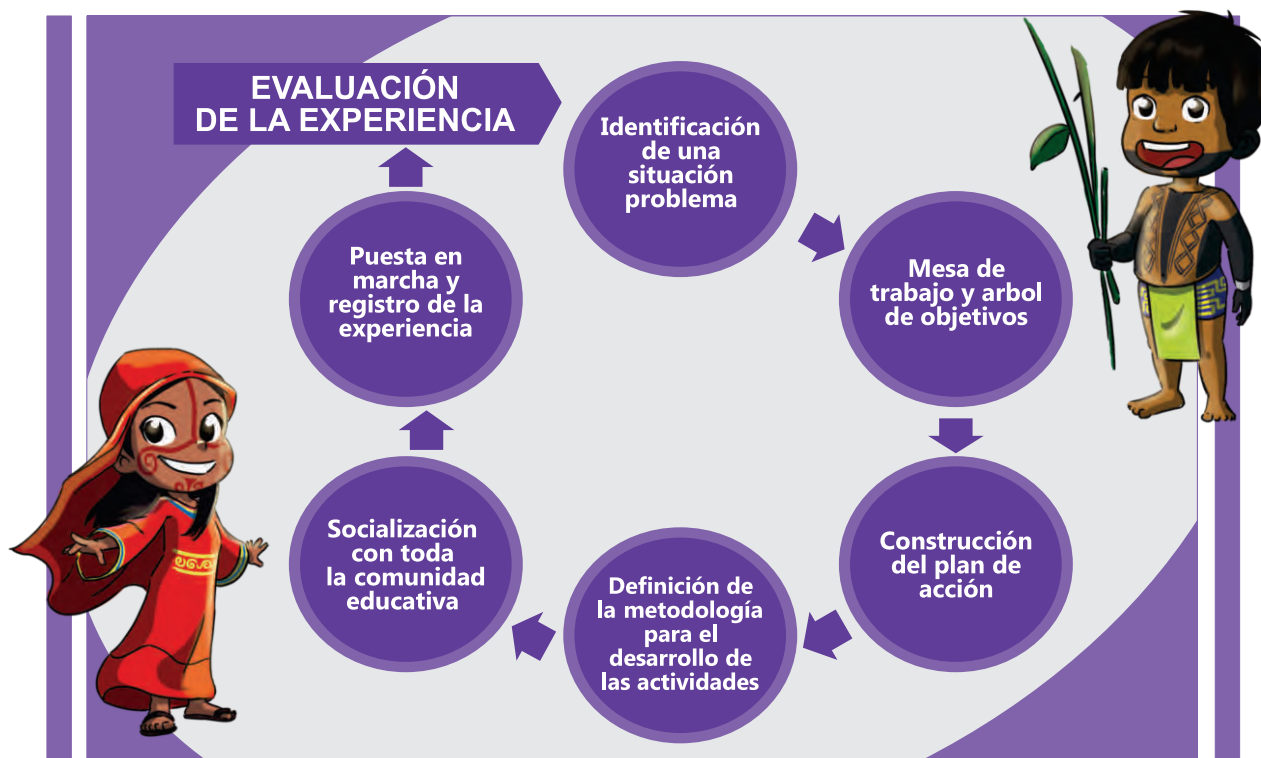 EVALUACIÓN
DE LA EXPERIENCIA
Identificación
de una
situación
problema
Mesa de
trabajo y arbol
de objetivos
Construcción
del plan de
acción
Definición de
la metodología
para el
desarrollo de
las actividades
Socialización
con toda
la comunidad
educativa
Puesta en
marcha y
registro de la
experiencia